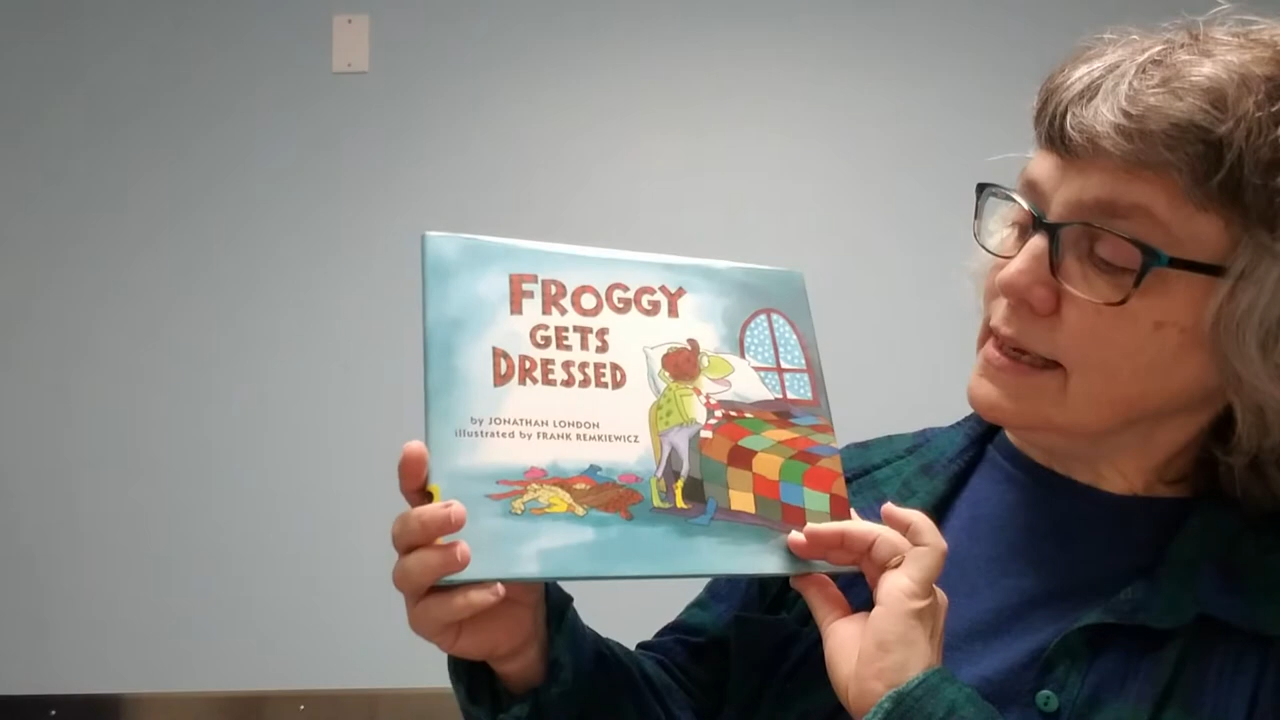 FROGGY
GETS
DRESSED
by JONATHAN LONDON
illustrated by FRANK REMKIEWICZ